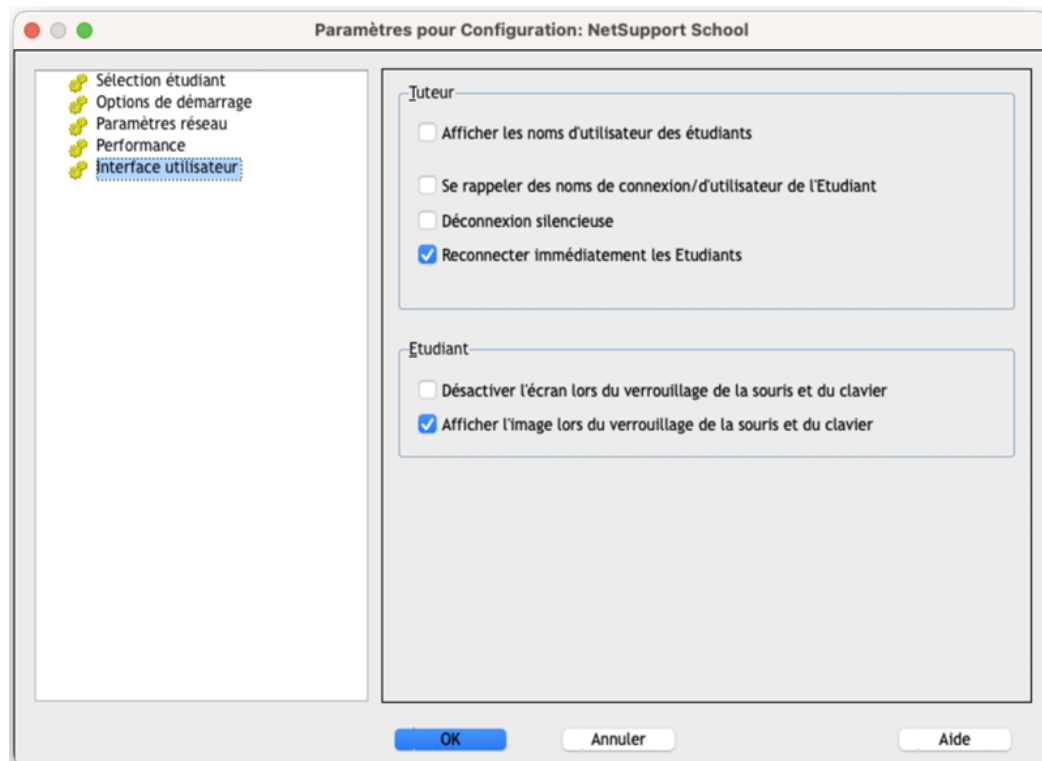 Paramètres pour Configuration: NetSupport School
Sélection étudiant
Options de démarrage
Paramètres réseau
Performance
Interface utilisateur
Tuteur
Afficher les noms d'utilisateur des étudiants
Se rappeler des noms de connexion/d'utilisateur de l'Etudiant
Déconnexion silencieuse
Reconnecter immédiatement les Etudiants
Etudiant
Désactiver l'écran lors du verrouillage de la souris et du clavier
Afficher l'image lors du verrouillage de la souris et du clavier
OK
Annuler
Aide